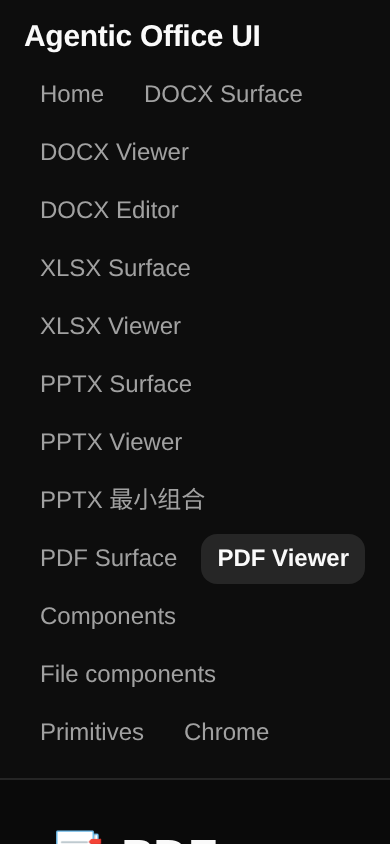 Agentic Office UI
Home DOCX Surface
DOCX Viewer
DOCX Editor
XLSX Surface
XLSX Viewer
PPTX Surface
PPTX Viewer
PPTX 最小组合
PDF Surface PDF Viewer
Components
File components
Primitives Chrome
PDF